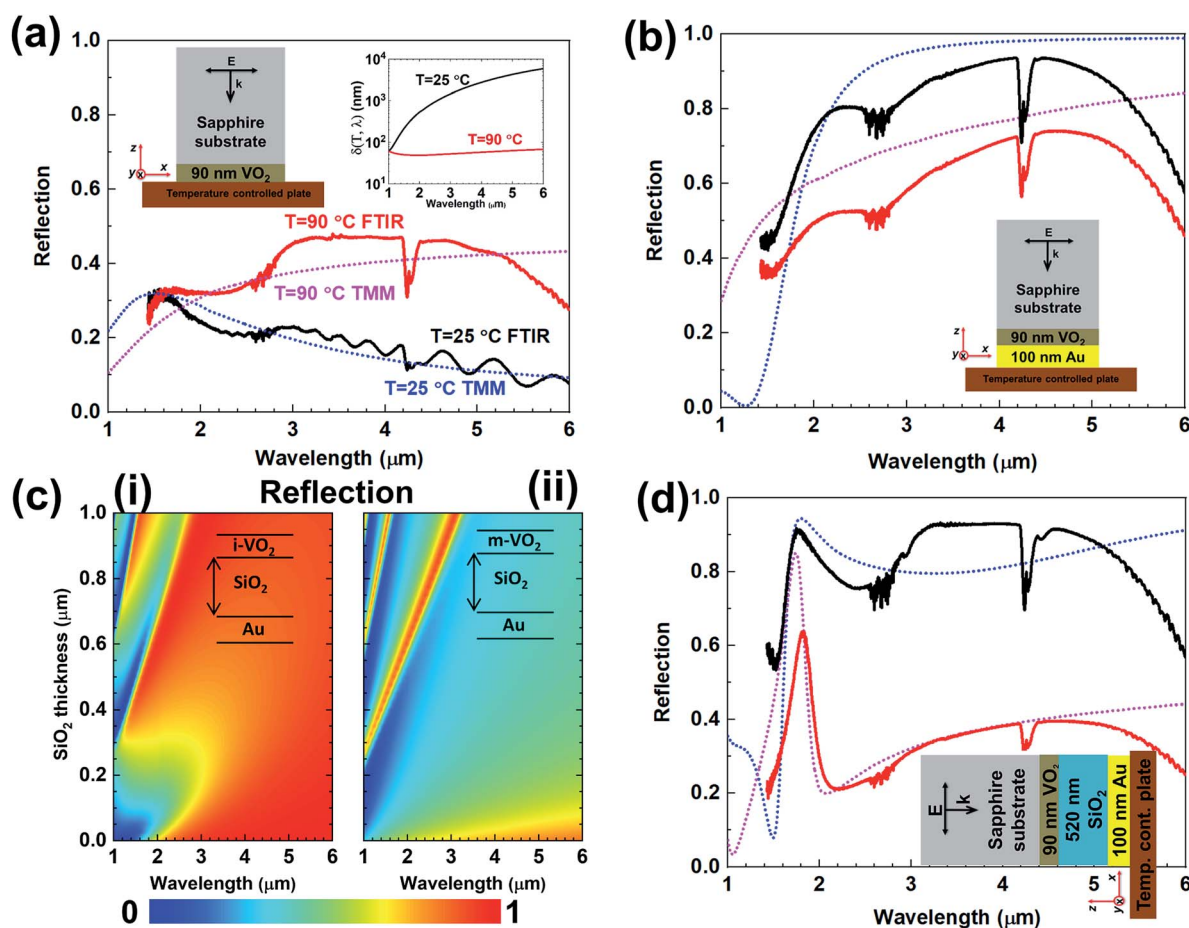 (a)
1.0
0.8
0.6
0.4
0.2
0.0
Reflection
E
k
Sapphire
substrate
90 nm VO2
Temperature controlled plate
z
y
x
10^4
10^3
10^2
10^1
δ(T, λ) (nm)
T=25 °C
T=90 °C
1 2 3 4 5 6
Wavelength (μm)
T=90 °C FTIR
T=90 °C TMM
T=25 °C FTIR
T=25 °C TMM
1 2 3 4 5 6
Wavelength (μm)
(b)
1.0
0.8
0.6
0.4
0.2
0.0
Reflection
E
k
Sapphire
substrate
90 nm VO2
100 nm Au
Temperature controlled plate
z
y
x
1 2 3 4 5 6
Wavelength (μm)
(c)
(i)
Reflection
(ii)
1.0
0.8
0.6
0.4
0.2
0.0
SiO2 thickness (μm)
i-VO2
SiO2
Au
m-VO2
SiO2
Au
1 2 3 4 5 6
1 2 3 4 5 6
Wavelength (μm)
Wavelength (μm)
0
1
(d)
1.0
0.8
0.6
0.4
0.2
0.0
Reflection
E
k
Sapphire
substrate
90 nm VO2
520 nm
SiO2
100 nm Au
Temp. cont. plate
x
y
z
1 2 3 4 5 6
Wavelength (μm)